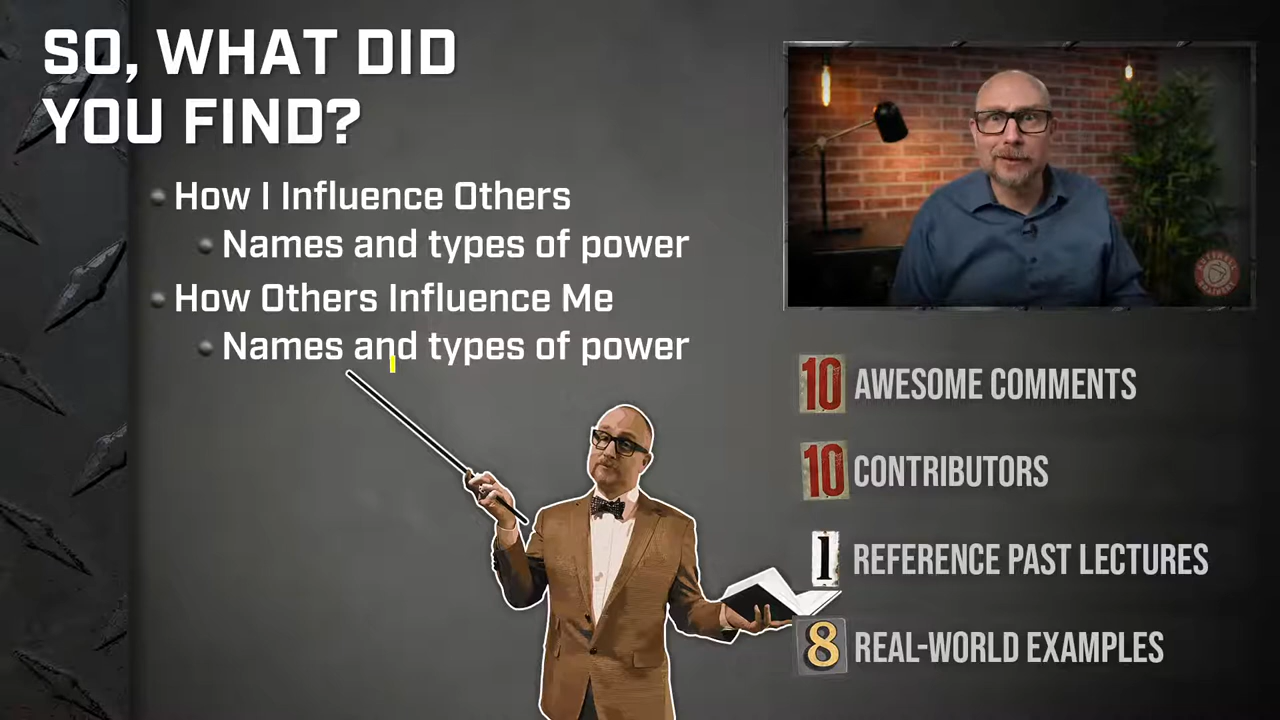 SO, WHAT DID
YOU FIND?
How I Influence Others
Names and types of power
How Others Influence Me
Names and types of power
10 AWESOME COMMENTS
10 CONTRIBUTORS
1 REFERENCE PAST LECTURES
8 REAL-WORLD EXAMPLES